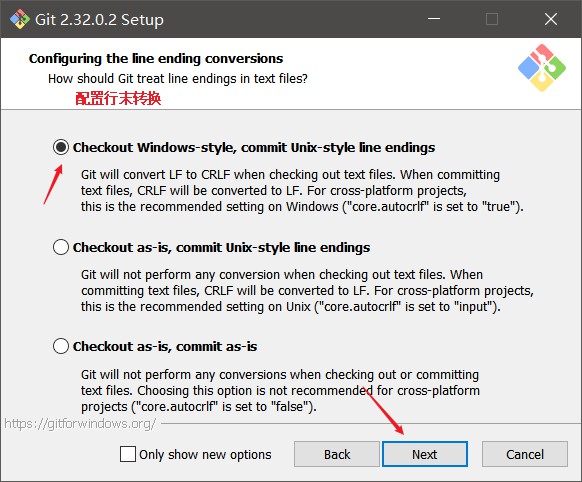 Git 2.32.0.2 Setup
Configuring the line ending conversions
How should Git treat line endings in text files?
配置行末转换
Checkout Windows-style, commit Unix-style line endings
Git will convert LF to CRLF when checking out text files. When committing
text files, CRLF will be converted to LF. For cross-platform projects,
this is the recommended setting on Windows ("core.autocrlf" is set to "true").
Checkout as-is, commit Unix-style line endings
Git will not perform any conversion when checking out text files. When
committing text files, CRLF will be converted to LF. For cross-platform projects,
this is the recommended setting on Unix ("core.autocrlf" is set to "input").
Checkout as-is, commit as-is
Git will not perform any conversions when checking out or committing
text files. Choosing this option is not recommended for cross-platform
projects ("core.autocrlf" is set to "false").
https://gitforwindows.org/
Only show new options
Back
Next
Cancel